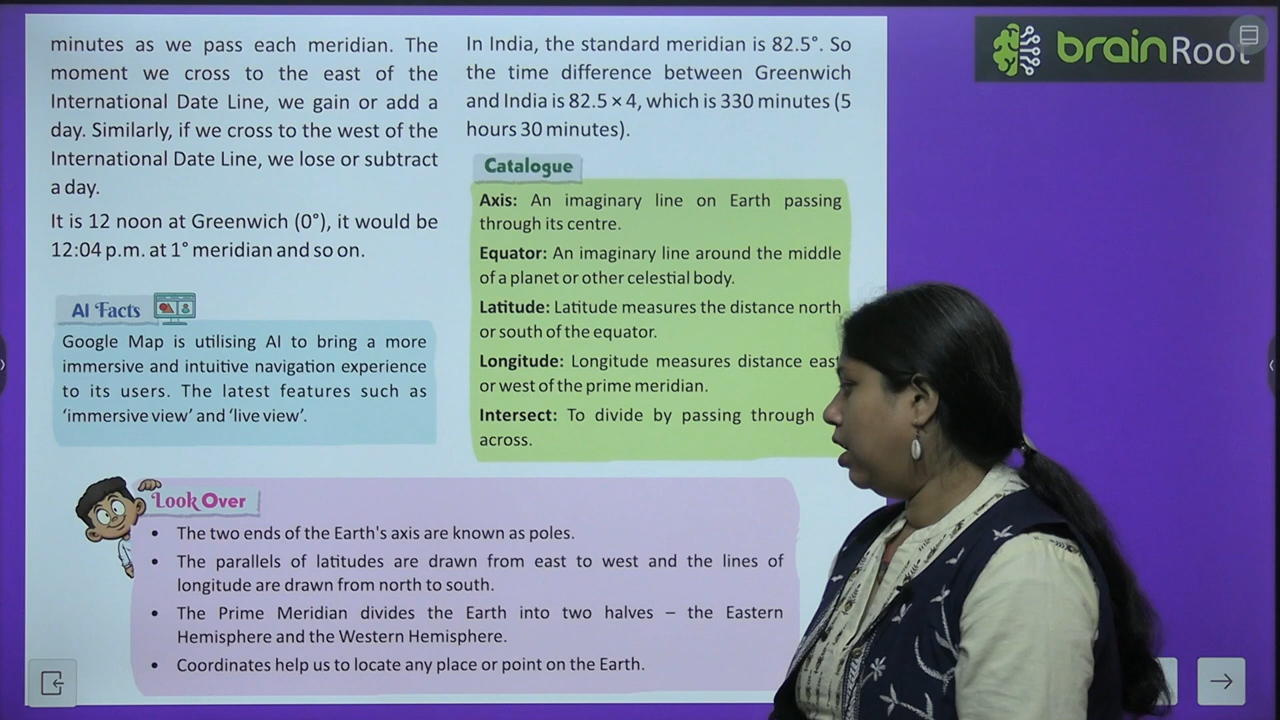 minutes as we pass each meridian. The
moment we cross to the east of the
International Date Line, we gain or add a
day. Similarly, if we cross to the west of the
International Date Line, we lose or subtract
a day.
It is 12 noon at Greenwich (0°), it would be
12:04 p.m. at 1° meridian and so on.
AI Facts
Google Map is utilising AI to bring a more
immersive and intuitive navigation experience
to its users. The latest features such as
‘immersive view’ and ‘live view’.
In India, the standard meridian is 82.5°. So
the time difference between Greenwich
and India is 82.5 × 4, which is 330 minutes (5
hours 30 minutes).
Catalogue
Axis: An imaginary line on Earth passing
through its centre.
Equator: An imaginary line around the middle
of a planet or other celestial body.
Latitude: Latitude measures the distance north
or south of the equator.
Longitude: Longitude measures distance east
or west of the prime meridian.
Intersect: To divide by passing through
across.
Look Over
• The two ends of the Earth's axis are known as poles.
• The parallels of latitudes are drawn from east to west and the lines of
longitude are drawn from north to south.
• The Prime Meridian divides the Earth into two halves – the Eastern
Hemisphere and the Western Hemisphere.
• Coordinates help us to locate any place or point on the Earth.
brainRoot